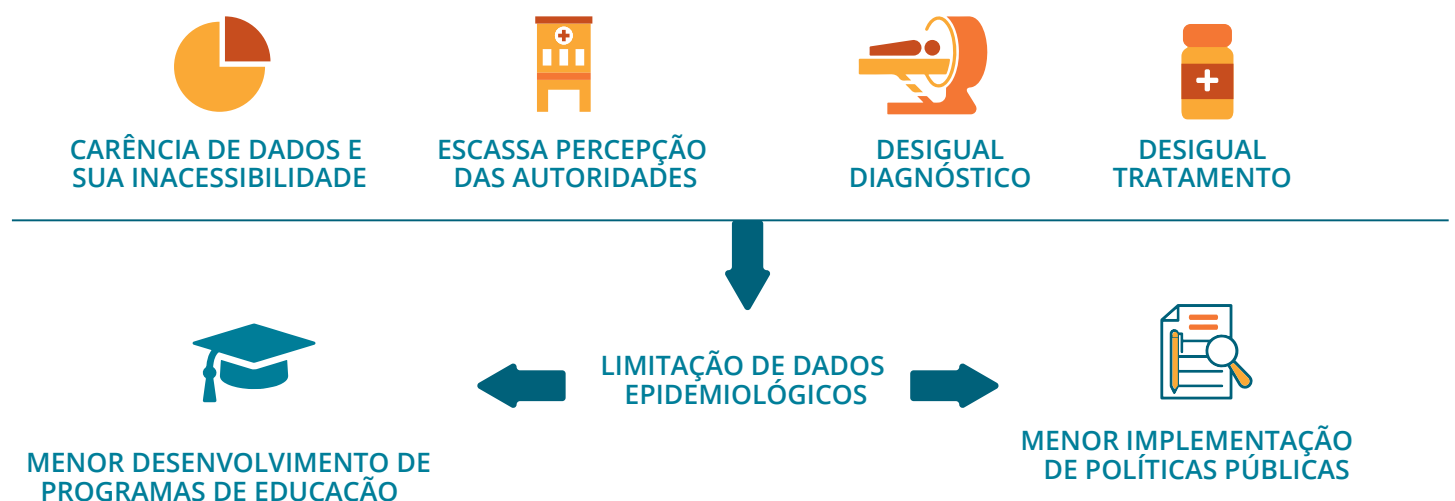 CARÊNCIA DE DADOS E
SUA INACESSIBILIDADE
ESCASSA PERCEPÇÃO
DAS AUTORIDADES
DESIGUAL
DIAGNÓSTICO
DESIGUAL
TRATAMENTO
LIMITAÇÃO DE DADOS
EPIDEMIOLÓGICOS
MENOR DESENVOLVIMENTO DE
PROGRAMAS DE EDUCAÇÃO
MENOR IMPLEMENTAÇÃO
DE POLÍTICAS PÚBLICAS